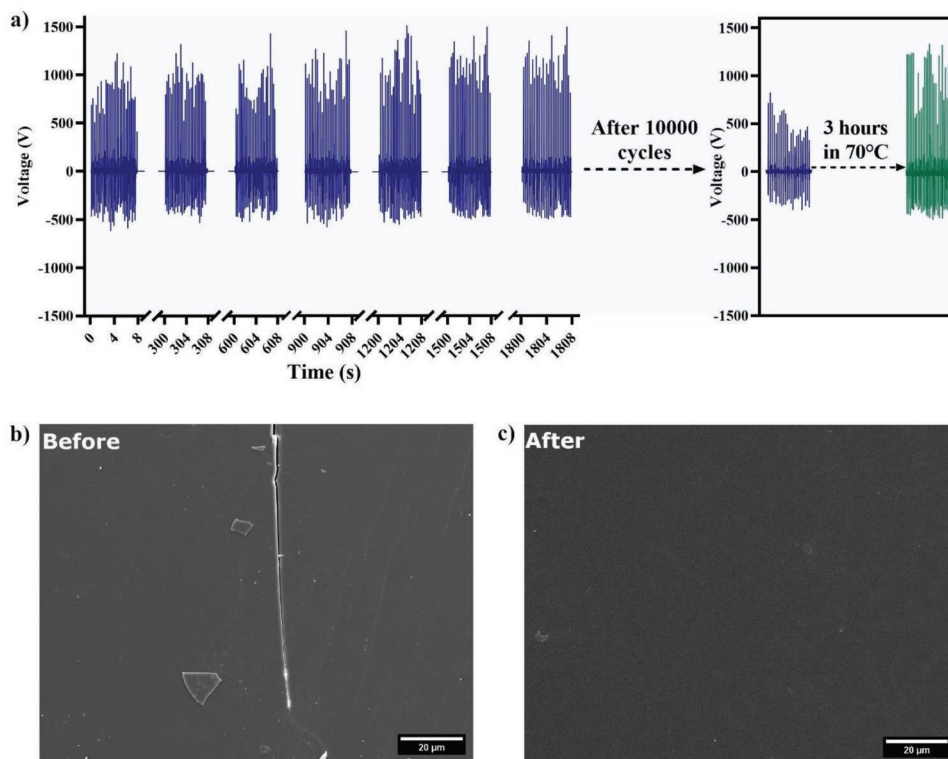 a)
1500
1000
500
0
-500
-1000
-1500
Voltage (V)
0 4 8 300 304 308 600 604 608 900 904 908 1200 1204 1208 1500 1504 1508 1800 1804 1808
Time (s)
After 10000
cycles
1500
1000
500
0
-500
-1000
-1500
Voltage (V)
3 hours
in 70°C
b)
Before
20 μm
c)
After
20 μm